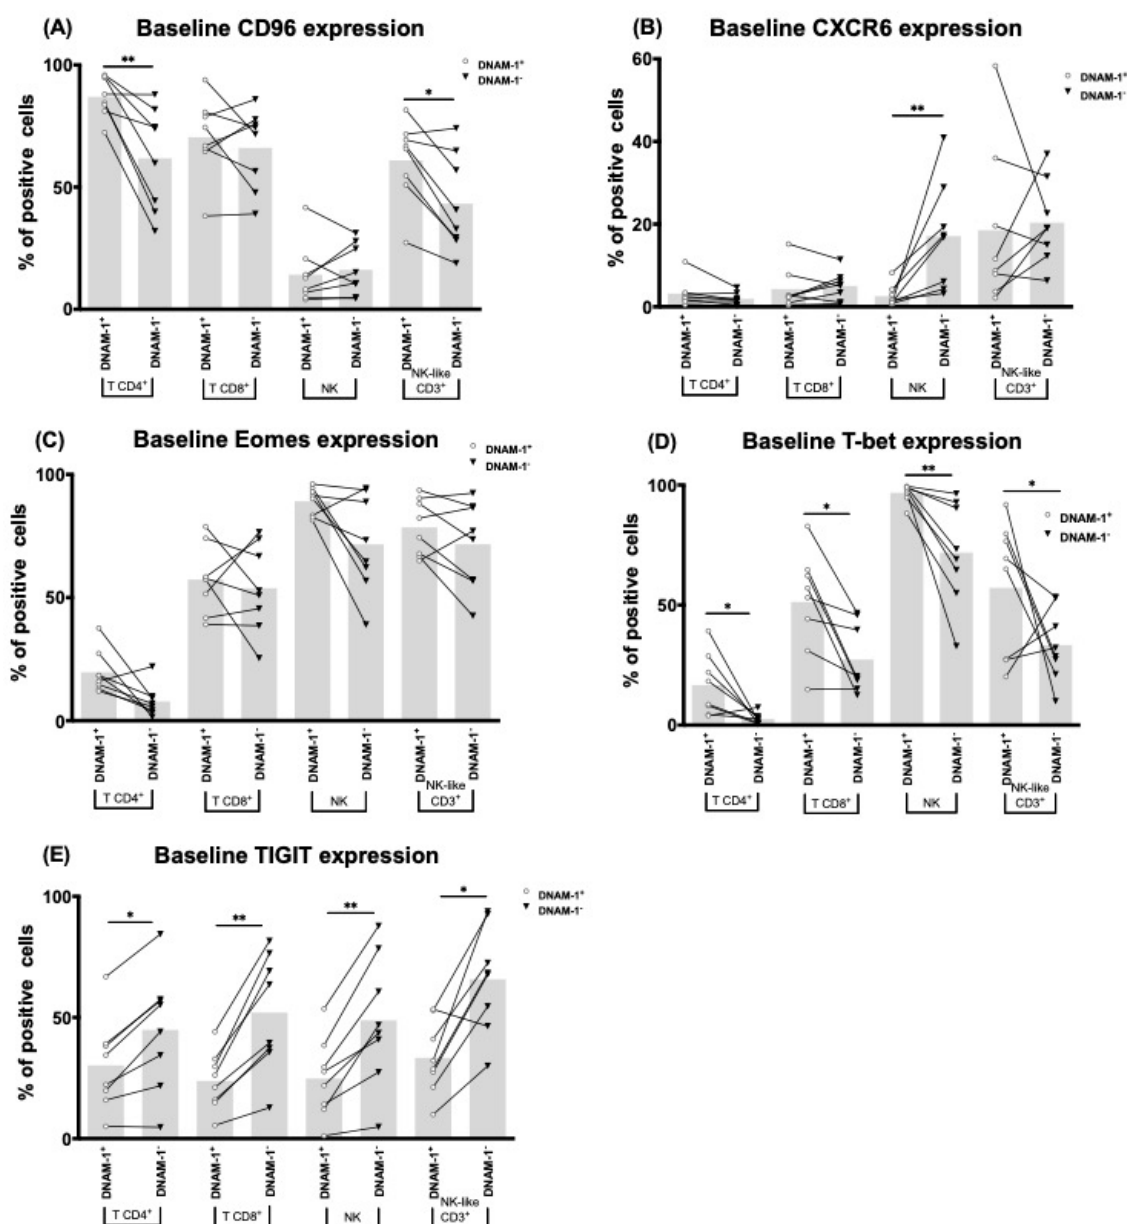 (A) Baseline CD96 expression
DNAM-1⁺
DNAM-1⁻
% of positive cells
100
50
0
** *
DNAM-1⁺ DNAM-1⁻ DNAM-1⁺ DNAM-1⁻ DNAM-1⁺ DNAM-1⁻ DNAM-1⁺ DNAM-1⁻
T CD4⁺ T CD8⁺ NK NK-like
CD3⁺
(B) Baseline CXCR6 expression
DNAM-1⁺
DNAM-1⁻
% of positive cells
60
40
20
0
**
DNAM-1⁺ DNAM-1⁻ DNAM-1⁺ DNAM-1⁻ DNAM-1⁺ DNAM-1⁻ DNAM-1⁺ DNAM-1⁻
T CD4⁺ T CD8⁺ NK NK-like
CD3⁺
(C) Baseline Eomes expression
DNAM-1⁺
DNAM-1⁻
% of positive cells
100
50
0
DNAM-1⁺ DNAM-1⁻ DNAM-1⁺ DNAM-1⁻ DNAM-1⁺ DNAM-1⁻ DNAM-1⁺ DNAM-1⁻
T CD4⁺ T CD8⁺ NK NK-like
CD3⁺
(D) Baseline T-bet expression
DNAM-1⁺
DNAM-1⁻
% of positive cells
100
50
0
* * ** *
DNAM-1⁺ DNAM-1⁻ DNAM-1⁺ DNAM-1⁻ DNAM-1⁺ DNAM-1⁻ DNAM-1⁺ DNAM-1⁻
T CD4⁺ T CD8⁺ NK NK-like
CD3⁺
(E) Baseline TIGIT expression
DNAM-1⁺
DNAM-1⁻
% of positive cells
100
50
0
* ** ** *
DNAM-1⁺ DNAM-1⁻ DNAM-1⁺ DNAM-1⁻ DNAM-1⁺ DNAM-1⁻ DNAM-1⁺ DNAM-1⁻
T CD4⁺ T CD8⁺ NK NK-like
CD3⁺